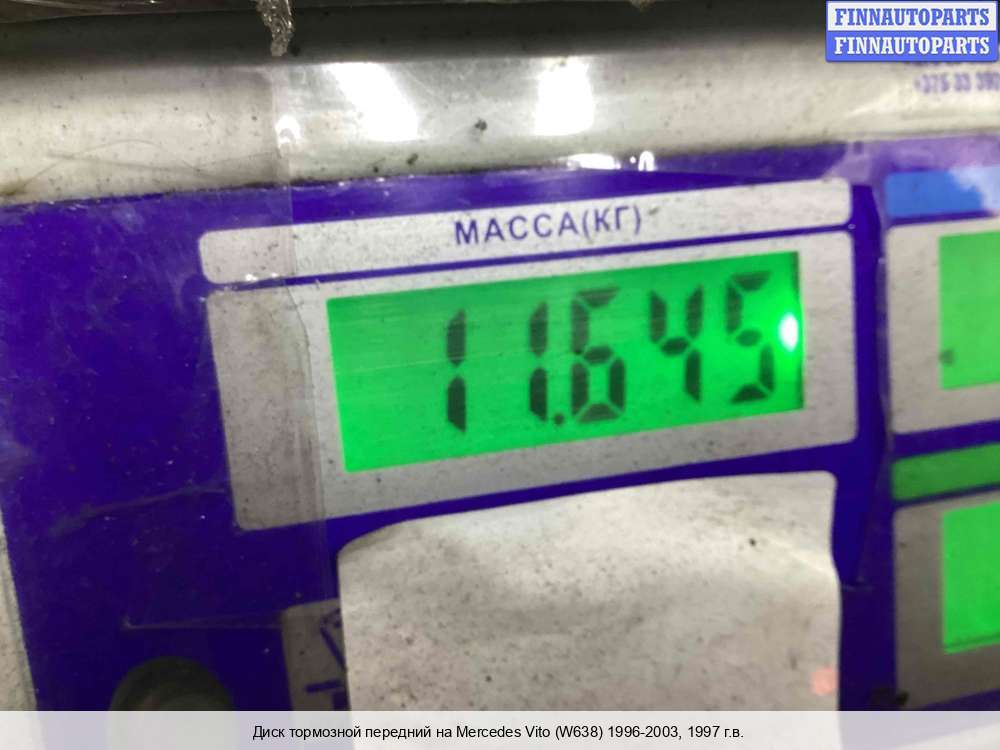 FINNAUTOPARTS
FINNAUTOPARTS
МАССА(КГ)
11.645
Диск тормозной передний на Mercedes Vito (W638) 1996-2003, 1997 г.в.